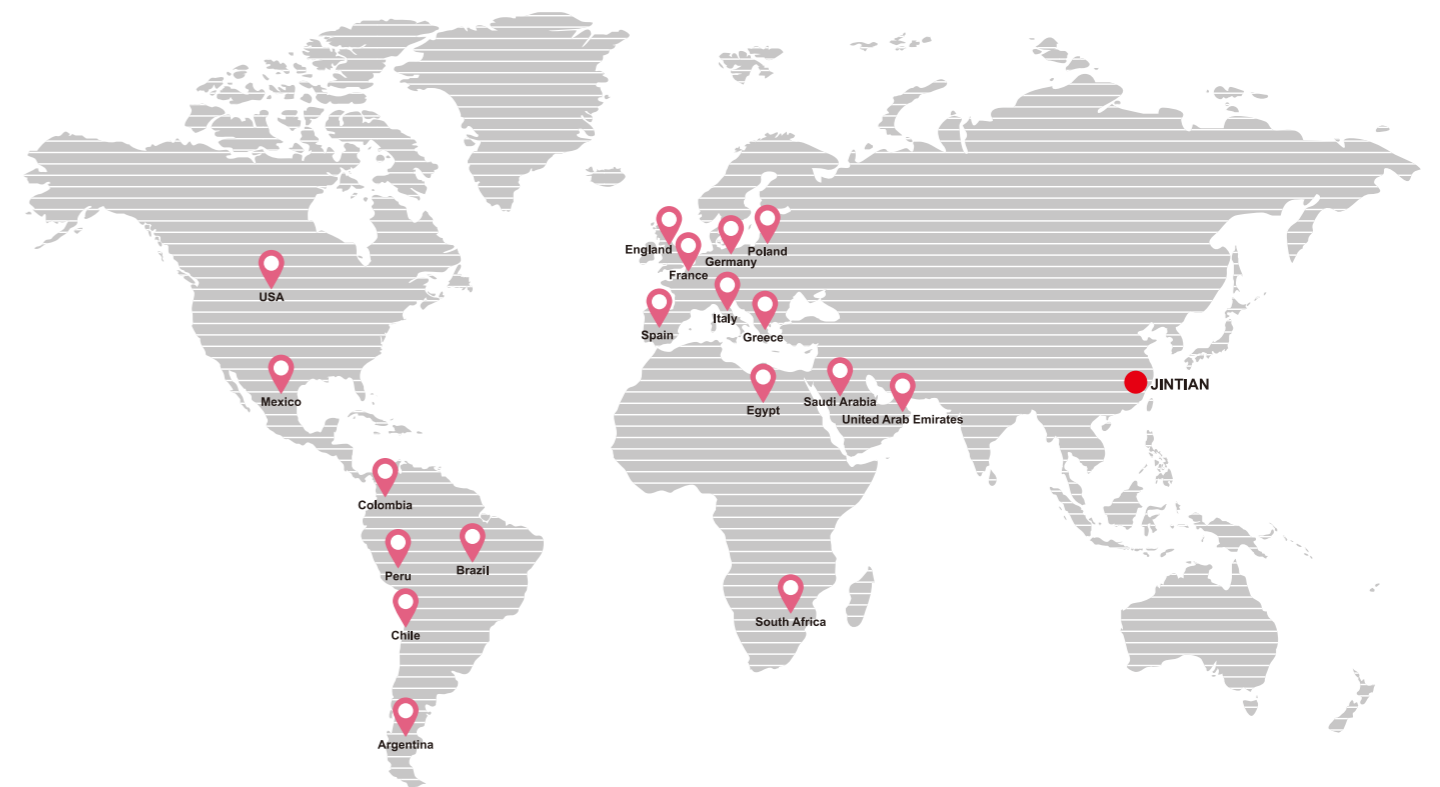 England
Poland
Germany
France
USA
Italy
Spain
Greece
JINTIAN
Mexico
Saudi Arabia
Egypt
United Arab Emirates
Colombia
Brazil
Peru
South Africa
Chile
Argentina